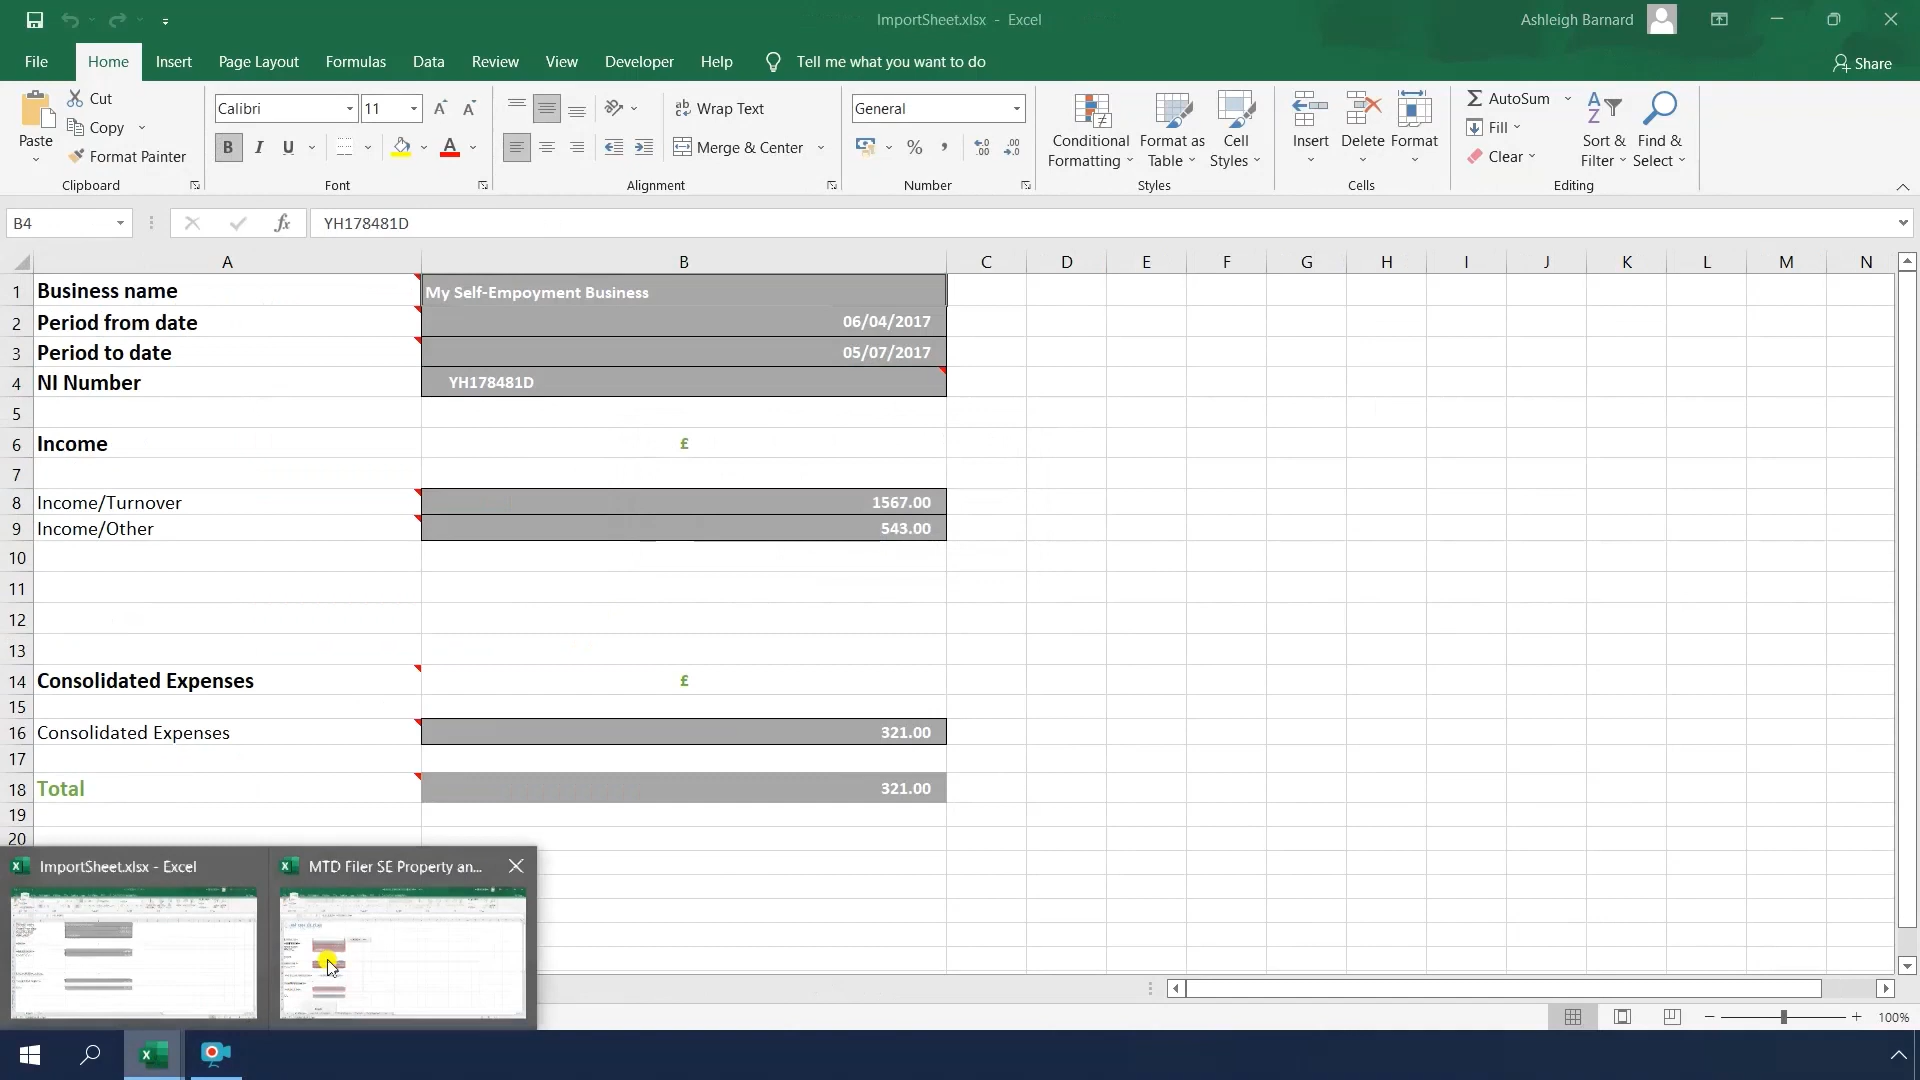 ImportSheet.xlsx - Excel
Ashleigh Barnard
File Home Insert Page Layout Formulas Data Review View Developer Help Tell me what you want to do
Share
Paste
Cut
Copy
Format Painter
Clipboard
Calibri 11
B I U A
Font
Wrap Text
Merge & Center
Alignment
General
%
Number
Conditional Formatting
Format as Table
Cell Styles
Styles
Insert Delete Format
Cells
AutoSum
Fill
Clear
Sort & Filter
Find & Select
Editing
B4 fx YH178481D
A B C D E F G H I J K L M N
1 Business name My Self-Empoyment Business
2 Period from date 06/04/2017
3 Period to date 05/07/2017
4 NI Number YH178481D
5
6 Income £
7
8 Income/Turnover 1567.00
9 Income/Other 543.00
10
11
12
13
14 Consolidated Expenses £
15
16 Consolidated Expenses 321.00
17
18 Total 321.00
19
20
ImportSheet.xlsx - Excel
MTD Filer SE Property an...
100%